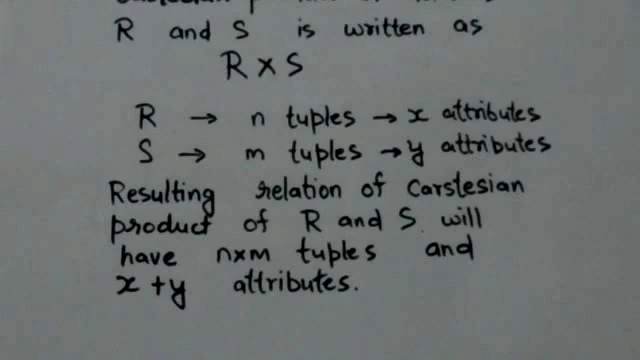 R and S is written as
R × S
R → n tuples → x attributes
S → m tuples → y attributes
Resulting relation of Carstesian
product of R and S will
have n×m tuples and
x + y attributes.